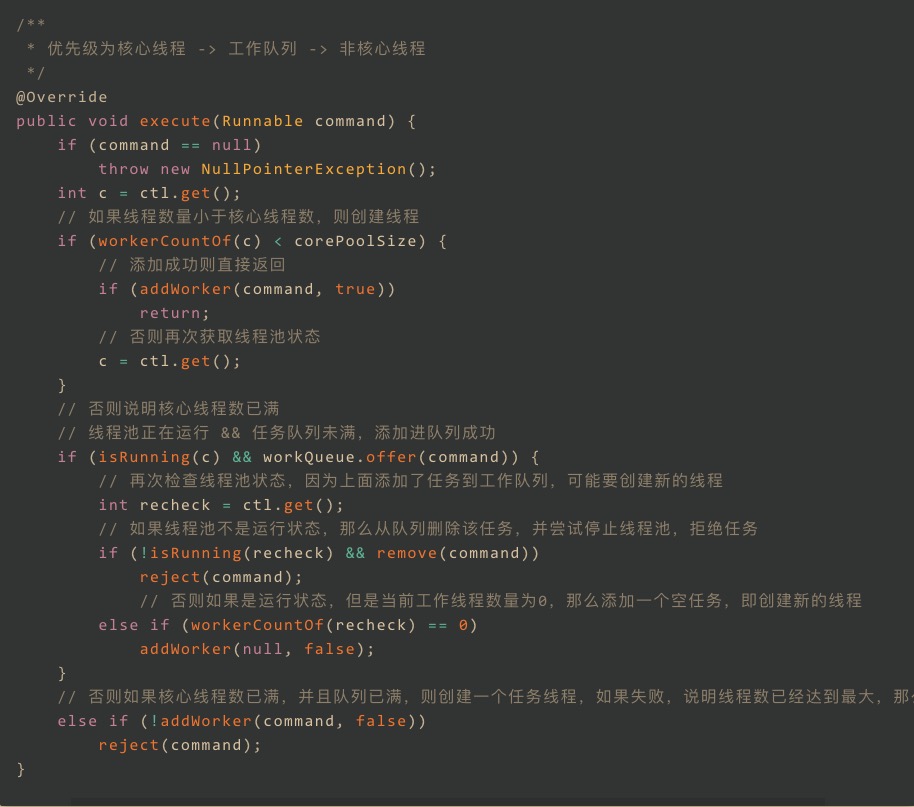 /**
 * 优先级为核心线程 -> 工作队列 -> 非核心线程
 */
@Override
public void execute(Runnable command) {
    if (command == null)
        throw new NullPointerException();
    int c = ctl.get();
    // 如果线程数量小于核心线程数，则创建线程
    if (workerCountOf(c) < corePoolSize) {
        // 添加成功则直接返回
        if (addWorker(command, true))
            return;
        // 否则再次获取线程池状态
        c = ctl.get();
    }
    // 否则说明核心线程数已满
    // 线程池正在运行 && 任务队列未满，添加进队列成功
    if (isRunning(c) && workQueue.offer(command)) {
        // 再次检查线程池状态，因为上面添加了任务到工作队列，可能要创建新的线程
        int recheck = ctl.get();
        // 如果线程池不是运行状态，那么从队列删除该任务，并尝试停止线程池，拒绝任务
        if (!isRunning(recheck) && remove(command))
            reject(command);
            // 否则如果是运行状态，但是当前工作线程数量为0，那么添加一个空任务，即创建新的线程
        else if (workerCountOf(recheck) == 0)
            addWorker(null, false);
    }
    // 否则如果核心线程数已满，并且队列已满，则创建一个任务线程，如果失败，说明线程数已经达到最大，那
    else if (!addWorker(command, false))
        reject(command);
}